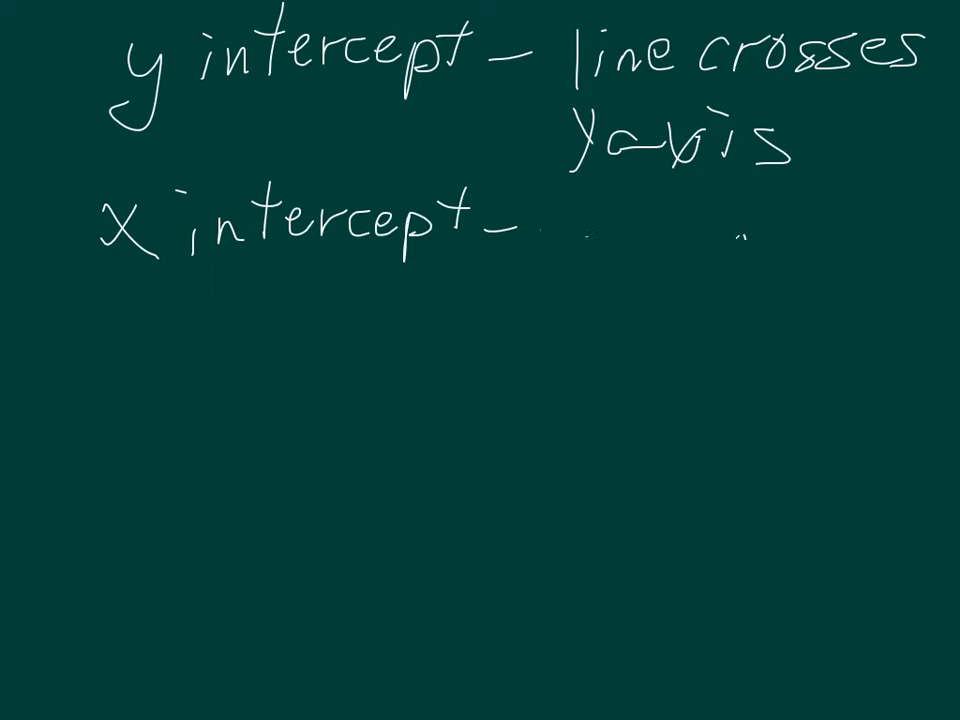 y intercept - line crosses
y axis
x intercept -